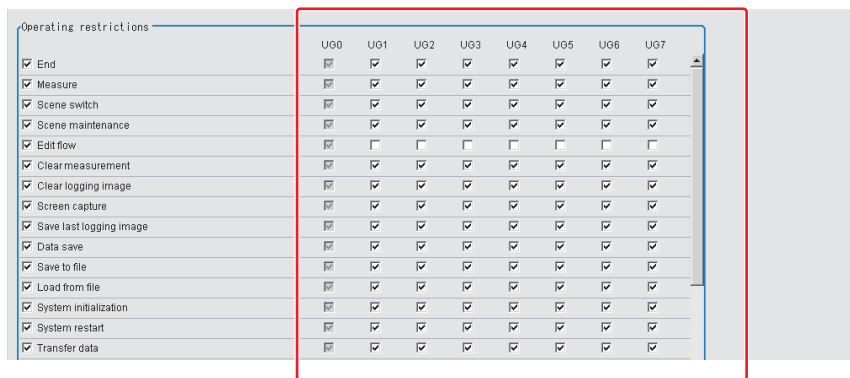 Operating restrictions
UG0 UG1 UG2 UG3 UG4 UG5 UG6 UG7
End
Measure
Scene switch
Scene maintenance
Edit flow
Clear measurement
Clear logging image
Screen capture
Save last logging image
Data save
Save to file
Load from file
System initialization
System restart
Transfer data